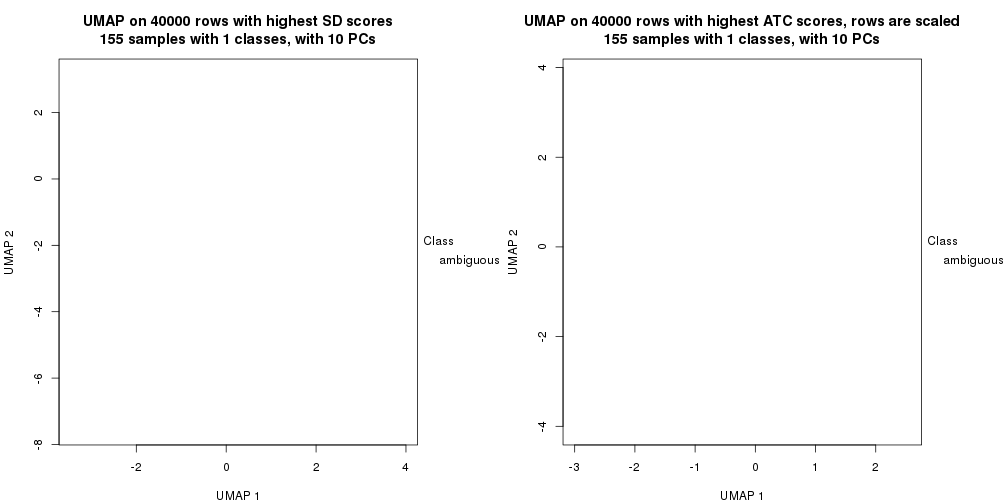 UMAP on 40000 rows with highest SD scores
155 samples with 1 classes, with 10 PCs
2
0
-2
-4
-6
-8
UMAP 2
-2 0 2 4
UMAP 1
Class
ambiguous
UMAP on 40000 rows with highest ATC scores, rows are scaled
155 samples with 1 classes, with 10 PCs
4
2
0
-2
-4
UMAP 2
-3 -2 -1 0 1 2
UMAP 1
Class
ambiguous